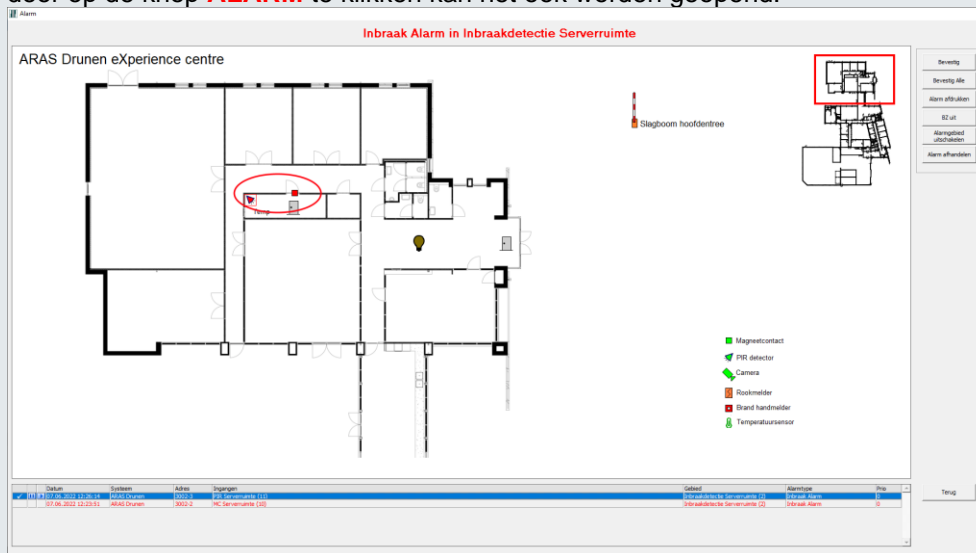 door op de knop ALARM te klikken kan het ook worden geopend.
Alarm
Inbraak Alarm in Inbraakdetectie Serverruimte
ARAS Drunen eXperience centre
Slagboom hoofdentree
Temp
Bevestig
Bevestig Alle
Alarm afdrukken
BZ uit
Alarmgebied
uitschakelen
Alarm afhandelen
Magneetcontact
PIR detector
Camera
Rookmelder
Brand handmelder
Temperatuursensor
Datum Systeem Adres Ingangen Gebied Alarmtype Prio
07.06.2022 12:26:19 ARAS Drunen 3002-3 PIR Serverruimte (11) Inbraakdetectie Serverruimte (2) Inbraak Alarm 0
07.06.2022 12:23:51 ARAS Drunen 3002-2 MC Serverruimte (10) Inbraakdetectie Serverruimte (2) Inbraak Alarm 0
Terug